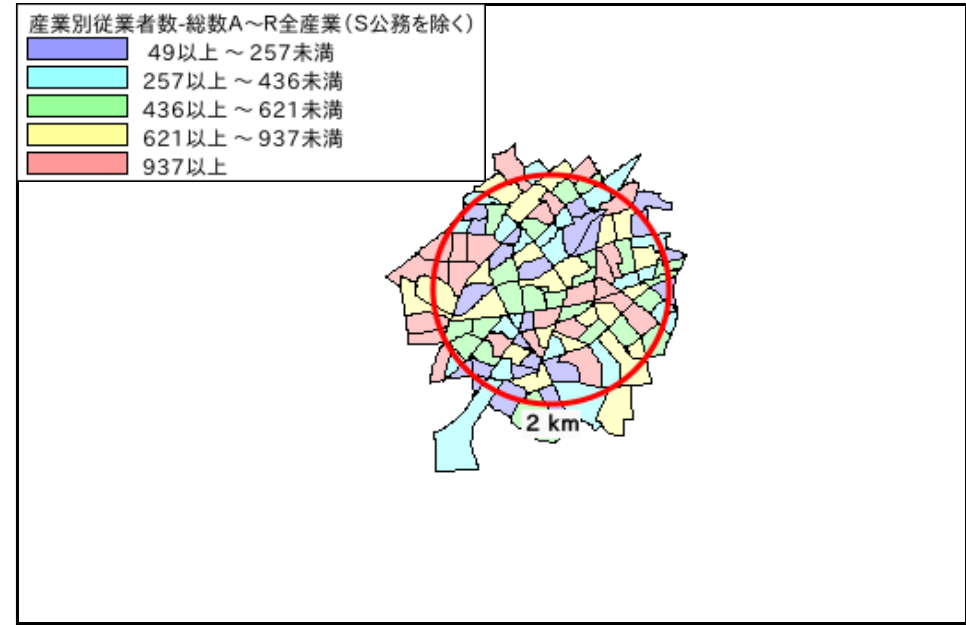 産業別従業者数-総数A～R全産業(S公務を除く)
49以上 ～ 257未満
257以上 ～ 436未満
436以上 ～ 621未満
621以上 ～ 937未満
937以上
2 km